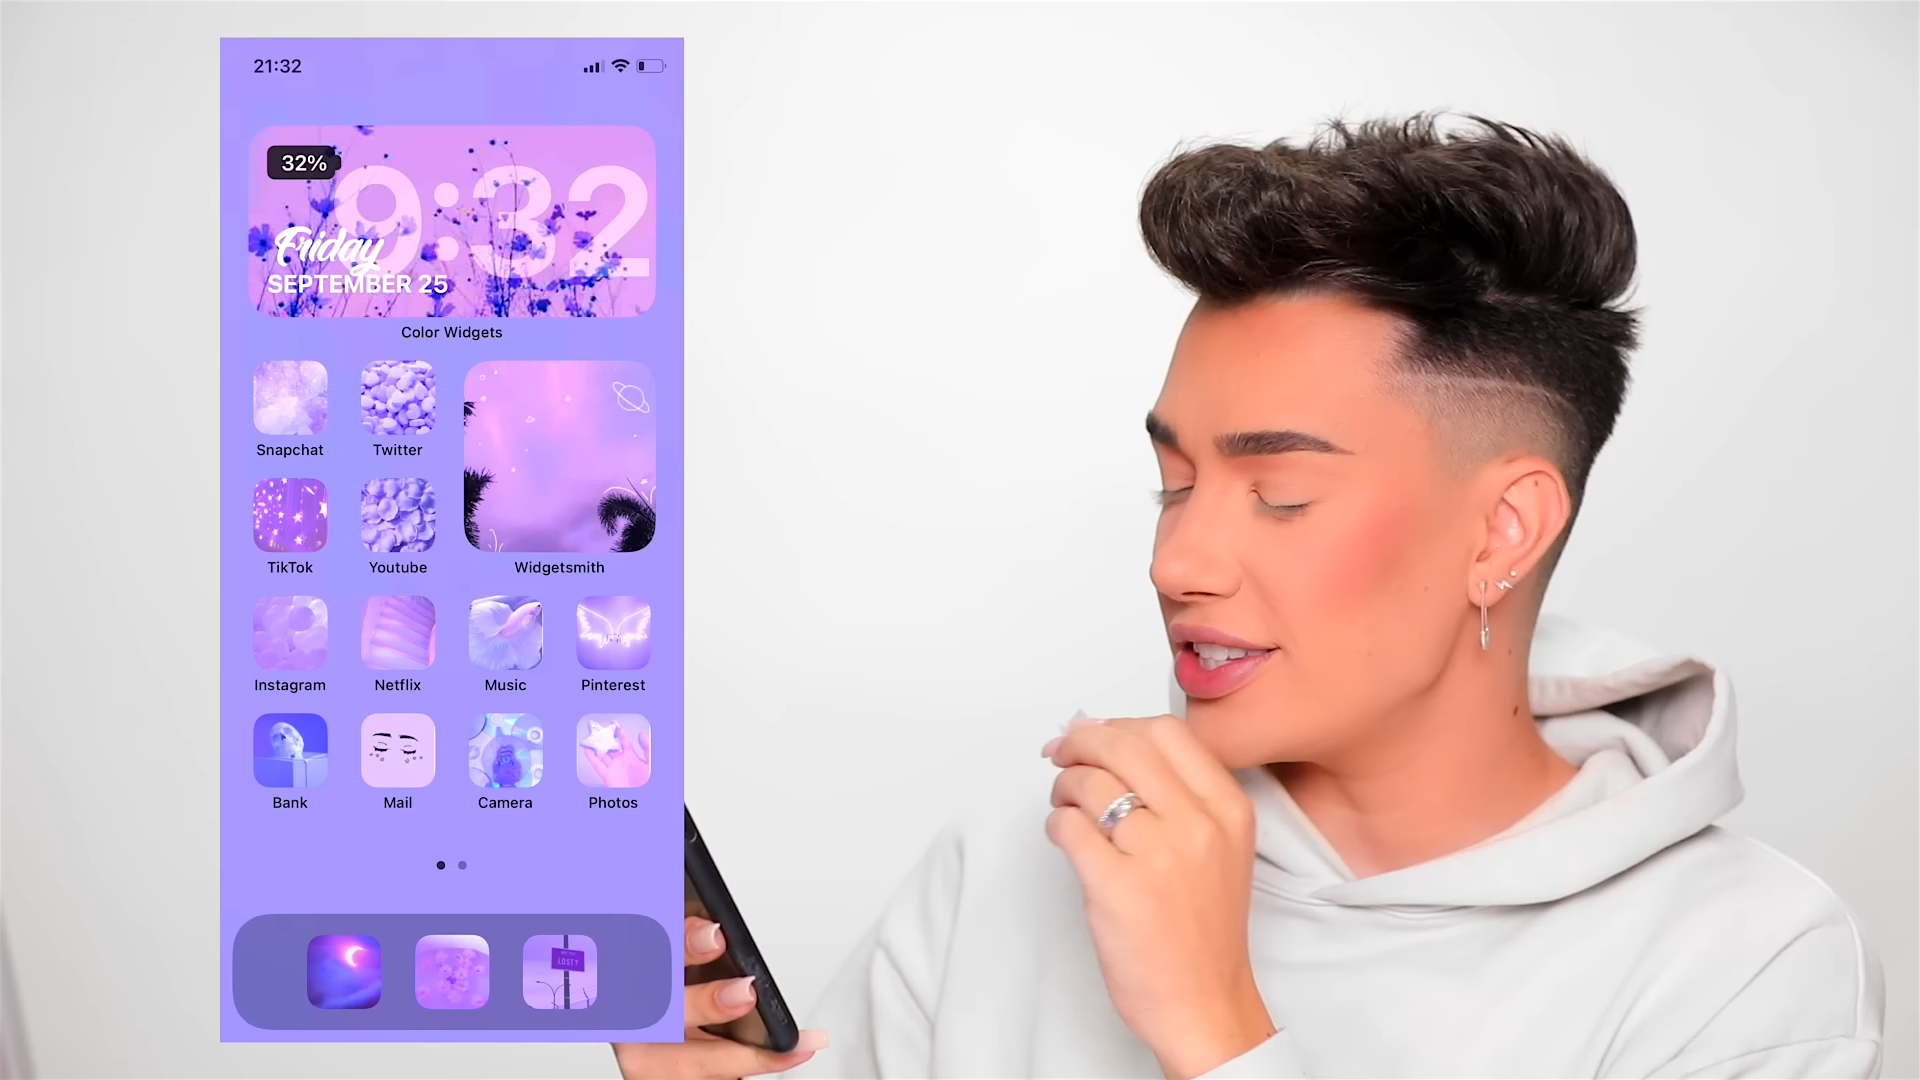 21:32
32%
9:32
Friday
SEPTEMBER 25
Color Widgets
Snapchat
Twitter
TikTok
Youtube
Widgetsmith
Instagram
Netflix
Music
Pinterest
Bank
Mail
Camera
Photos
LOST?